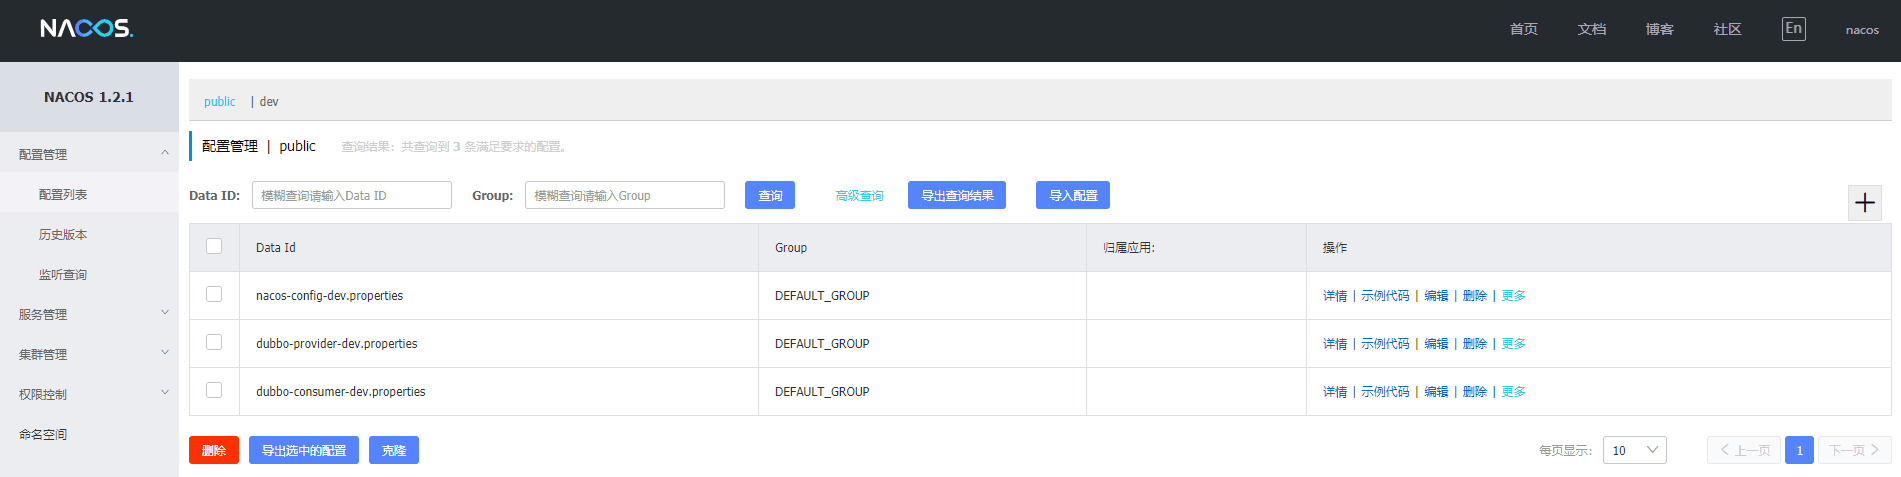 NACOS. 首页 文档 博客 社区 En nacos
NACOS 1.2.1
配置管理
配置列表
历史版本
监听查询
服务管理
集群管理
权限控制
命名空间
public | dev
配置管理 | public 查询结果：共查询到 3 条满足要求的配置。
Data ID: 模糊查询请输入Data ID Group: 模糊查询请输入Group 查询 高级查询 导出查询结果 导入配置 +
Data Id Group 归属应用: 操作
nacos-config-dev.properties DEFAULT_GROUP 详情 | 示例代码 | 编辑 | 删除 | 更多
dubbo-provider-dev.properties DEFAULT_GROUP 详情 | 示例代码 | 编辑 | 删除 | 更多
dubbo-consumer-dev.properties DEFAULT_GROUP 详情 | 示例代码 | 编辑 | 删除 | 更多
删除 导出选中的配置 克隆 每页显示: 10 上一页 1 下一页